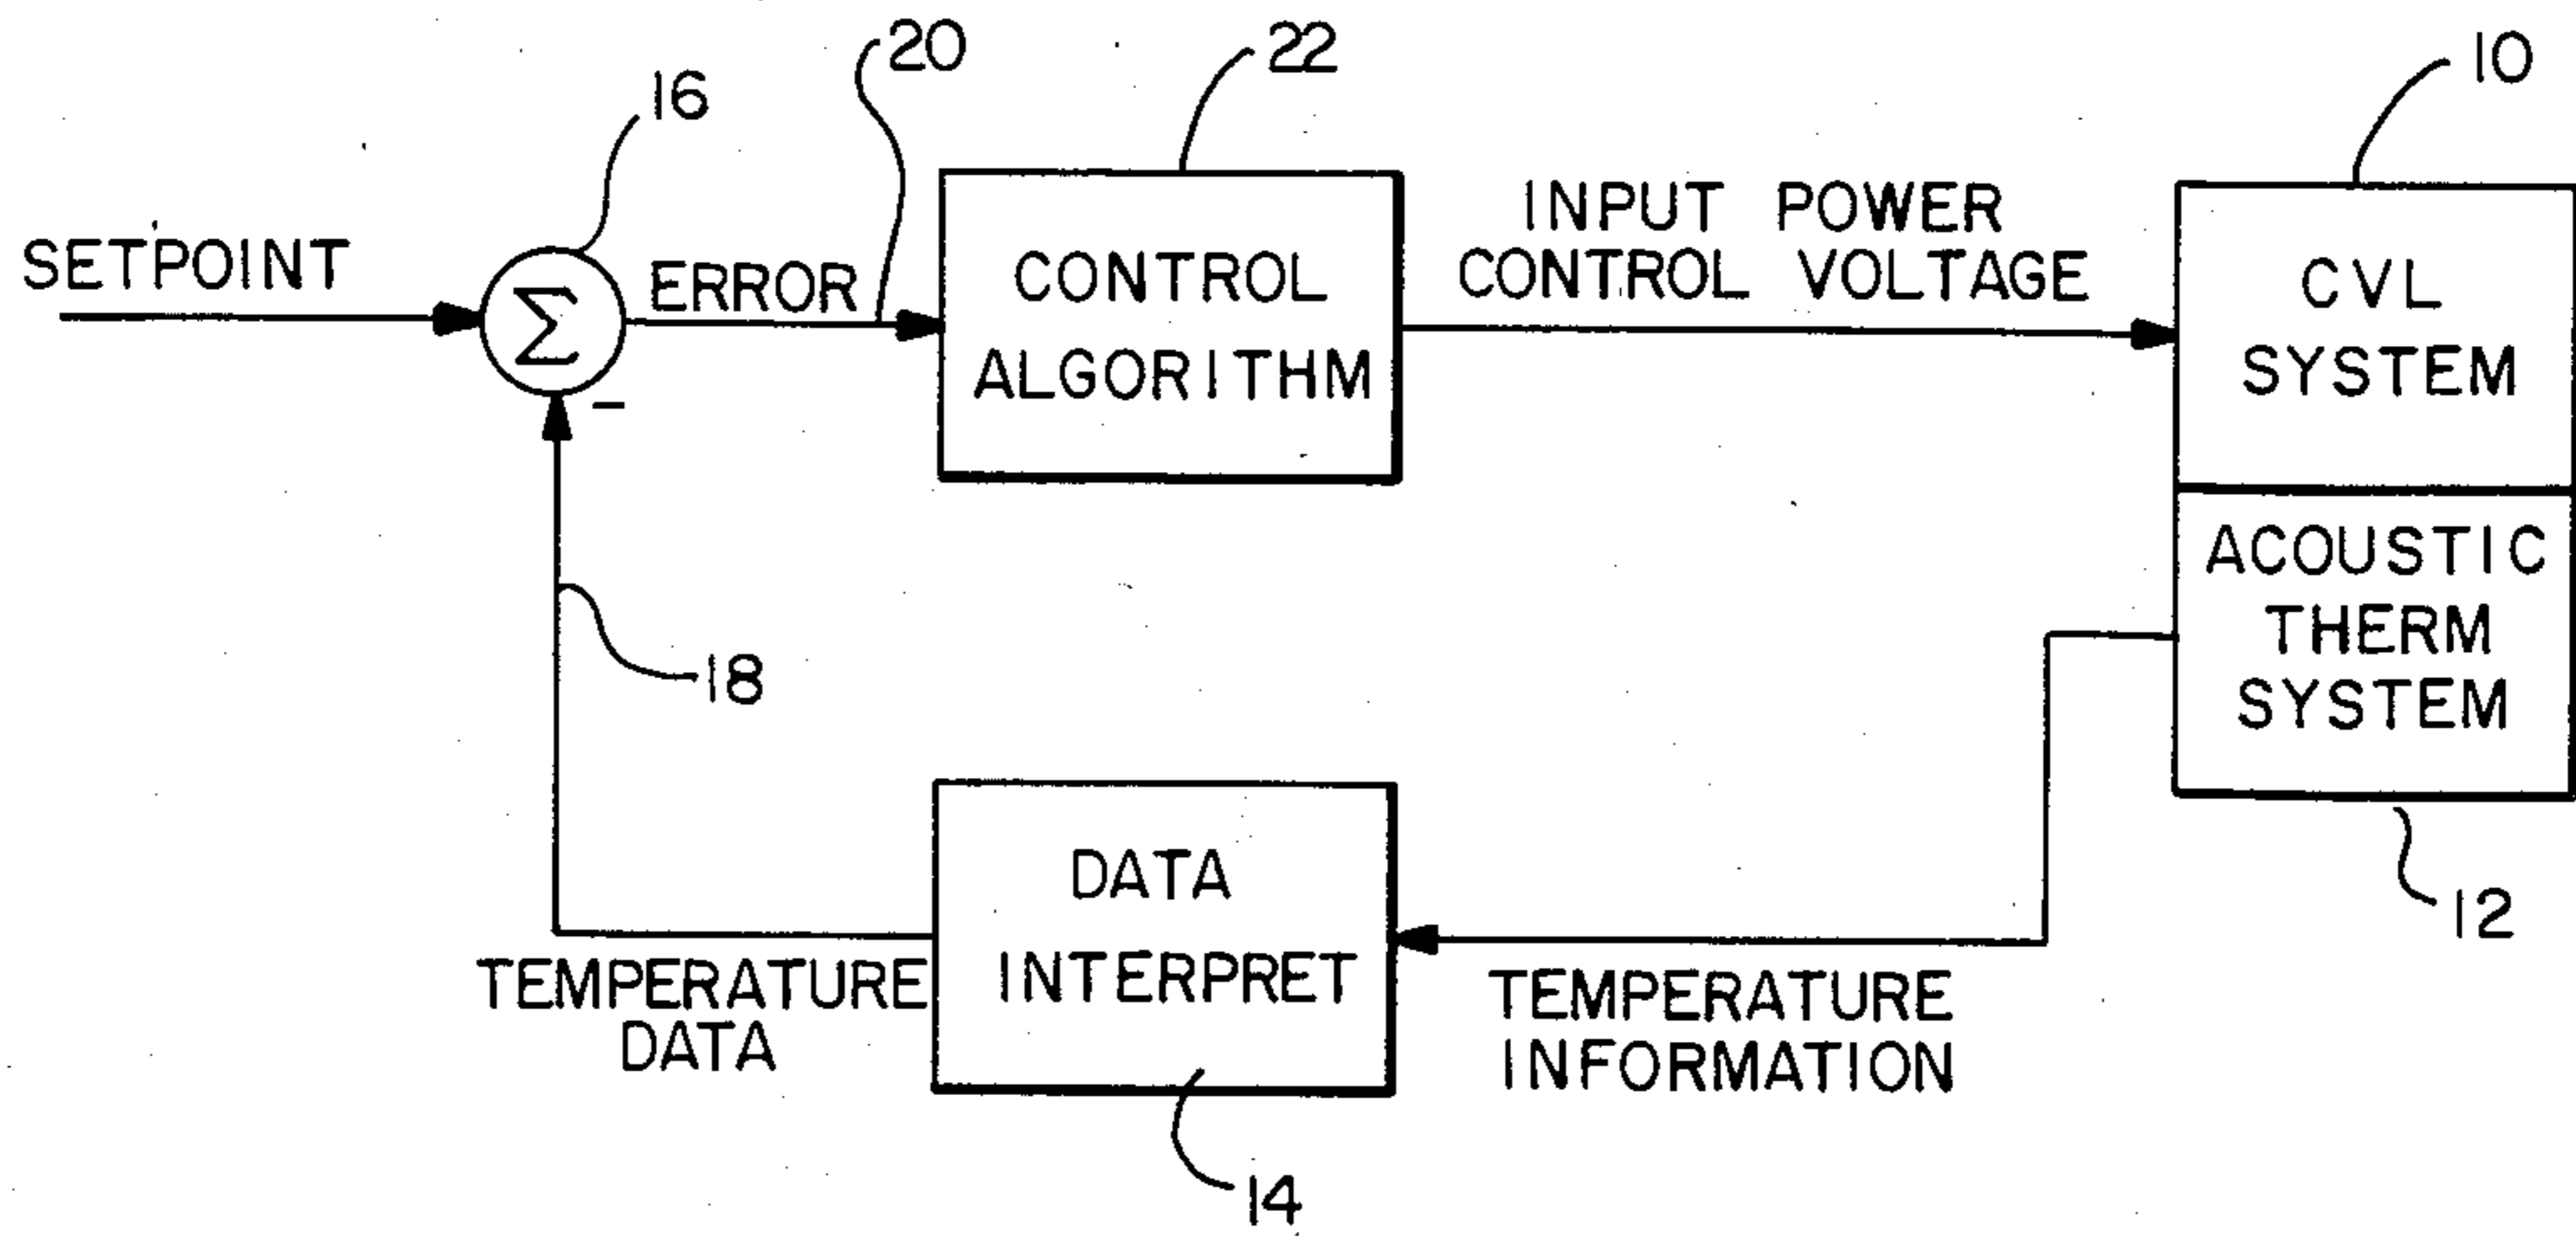 20
22
10
16
SETPOINT
Σ
ERROR
-
CONTROL
ALGORITHM
INPUT POWER
CONTROL VOLTAGE
CVL
SYSTEM
ACOUSTIC
THERM
SYSTEM
18
12
DATA
INTERPRET
TEMPERATURE
DATA
TEMPERATURE
INFORMATION
14